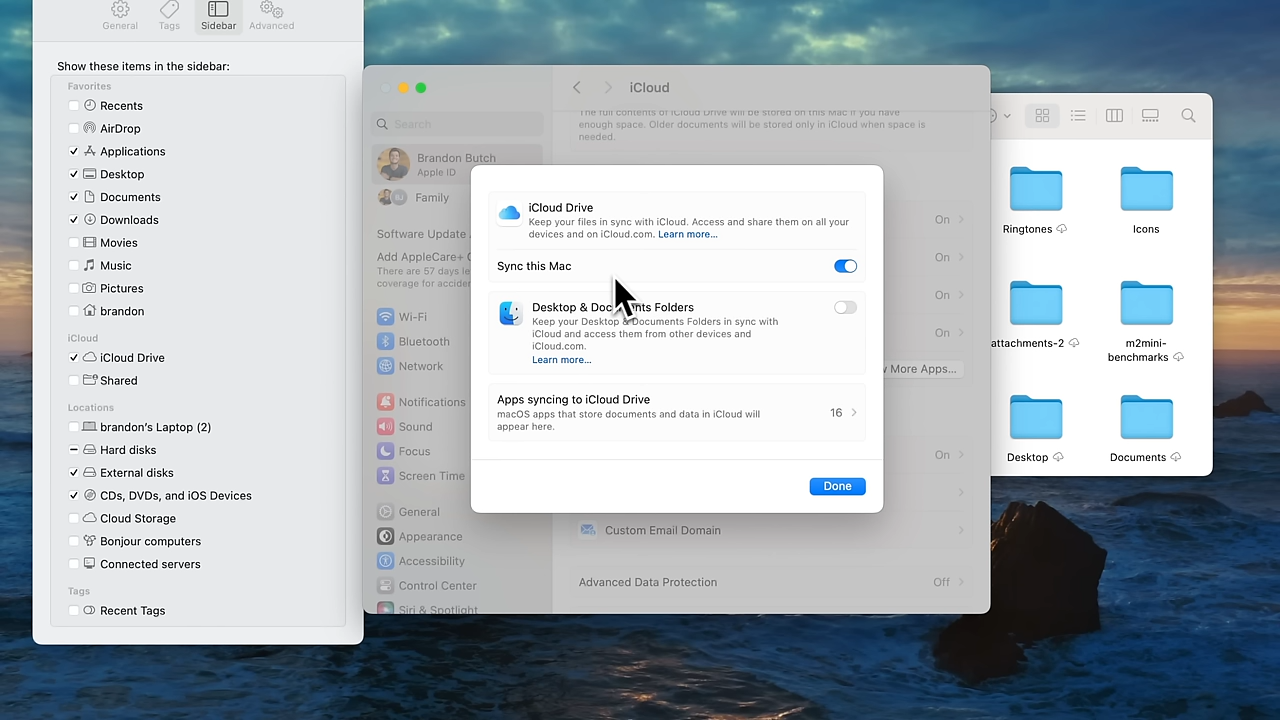 General
Tags
Sidebar
Advanced
Show these items in the sidebar:
Favorites
Recents
AirDrop
Applications
Desktop
Documents
Downloads
Movies
Music
Pictures
brandon
iCloud
iCloud Drive
Shared
Locations
brandon's Laptop (2)
Hard disks
External disks
CDs, DVDs, and iOS Devices
Cloud Storage
Bonjour computers
Connected servers
Tags
Recent Tags
Search
Brandon Butch
Apple ID
Family
Software Update
Add AppleCare+
There are 57 days
coverage for
Wi-Fi
Bluetooth
Network
Notifications
Sound
Focus
Screen Time
General
Appearance
Accessibility
Control Center
Siri & Spotlight
iCloud
The full contents of iCloud Drive will be stored on this Mac if you have
enough space. Older documents will be stored only in iCloud when space is
needed.
On
On
On
On
More Apps...
On
Custom Email Domain
Advanced Data Protection
Off
iCloud Drive
Keep your files in sync with iCloud. Access and share them on all your
devices and on iCloud.com. Learn more...
Sync this Mac
Desktop & Documents Folders
Keep your Desktop & Documents Folders in sync with
iCloud and access them from other devices and
iCloud.com.
Learn more...
Apps syncing to iCloud Drive
macOS apps that store documents and data in iCloud will
appear here.
16
Done
Ringtones
Icons
attachments-2
m2mini-
benchmarks
Desktop
Documents